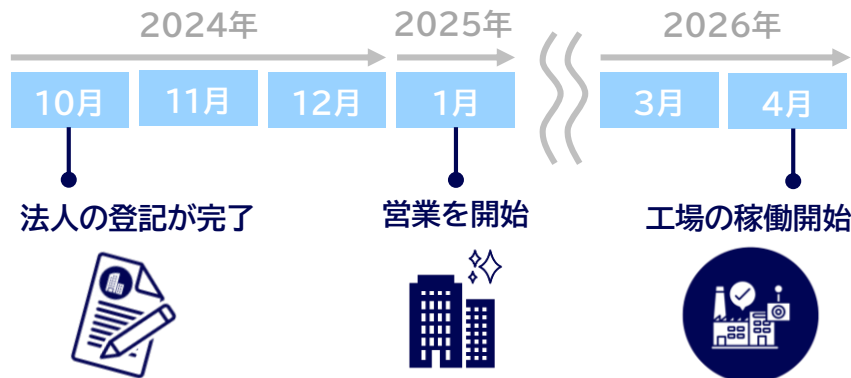 2024年
2025年
2026年
10月
11月
12月
1月
3月
4月
法人の登記が完了
営業を開始
工場の稼働開始